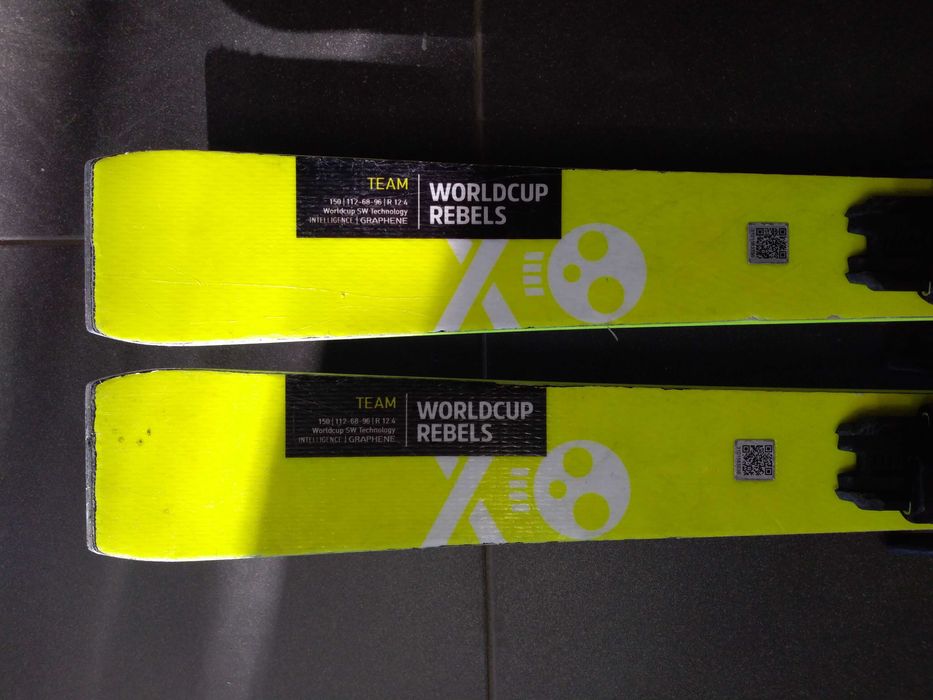 TEAM
150 | 112-68-96 | R 12.4
Worldcup SW Technology
INTELLIGENCE | GRAPHENE
WORLDCUP
REBELS
TEAM
150 | 112-68-96 | R 12.4
Worldcup SW Technology
INTELLIGENCE | GRAPHENE
WORLDCUP
REBELS